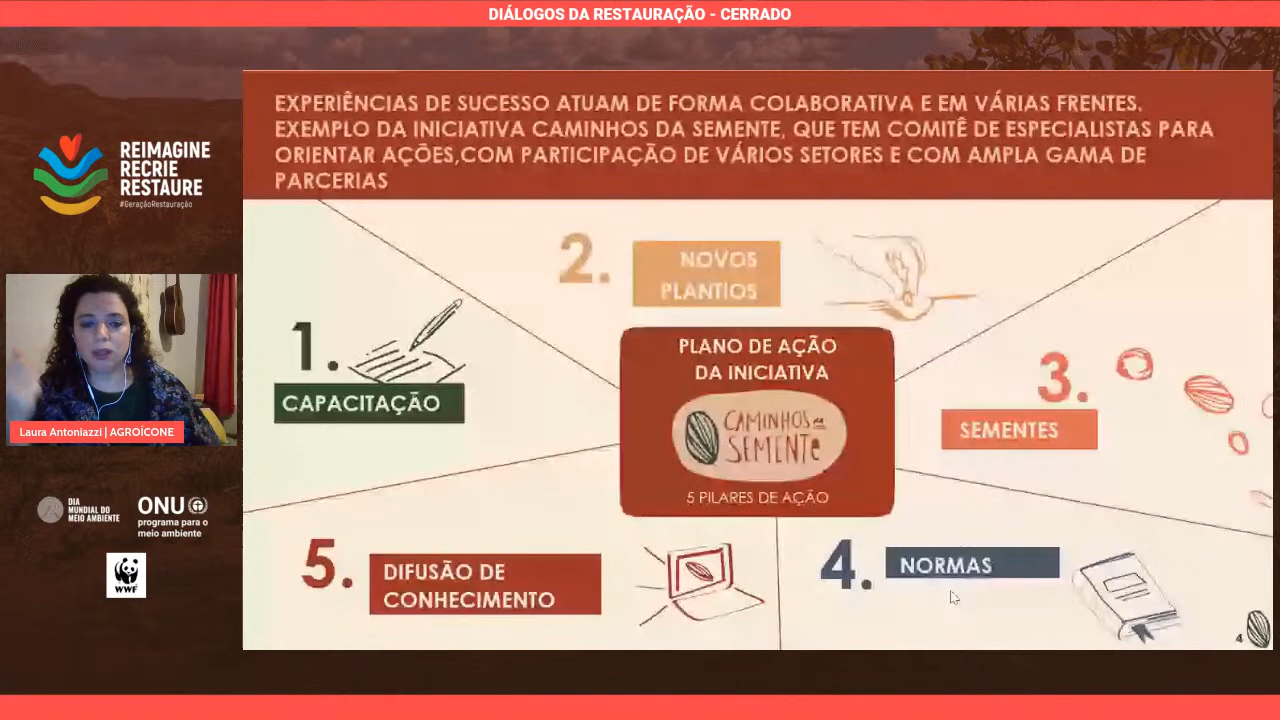 DIÁLOGOS DA RESTAURAÇÃO - CERRADO
REIMAGINE
RECRIE
RESTAURE
#GeraçãoRestauração
EXPERIÊNCIAS DE SUCESSO ATUAM DE FORMA COLABORATIVA E EM VÁRIAS FRENTES.
EXEMPLO DA INICIATIVA CAMINHOS DA SEMENTE, QUE TEM COMITÊ DE ESPECIALISTAS PARA
ORIENTAR AÇÕES,COM PARTICIPAÇÃO DE VÁRIOS SETORES E COM AMPLA GAMA DE
PARCERIAS
1.
CAPACITAÇÃO
2.
NOVOS
PLANTIOS
PLANO DE AÇÃO
DA INICIATIVA
CAMINHOS DA
SEMENTE
5 PILARES DE AÇÃO
3.
SEMENTES
4.
NORMAS
5.
DIFUSÃO DE
CONHECIMENTO
4
Laura Antoniazzi | AGROÍCONE
DIA
MUNDIAL DO
MEIO AMBIENTE
ONU
programa para o
meio ambiente
WWF